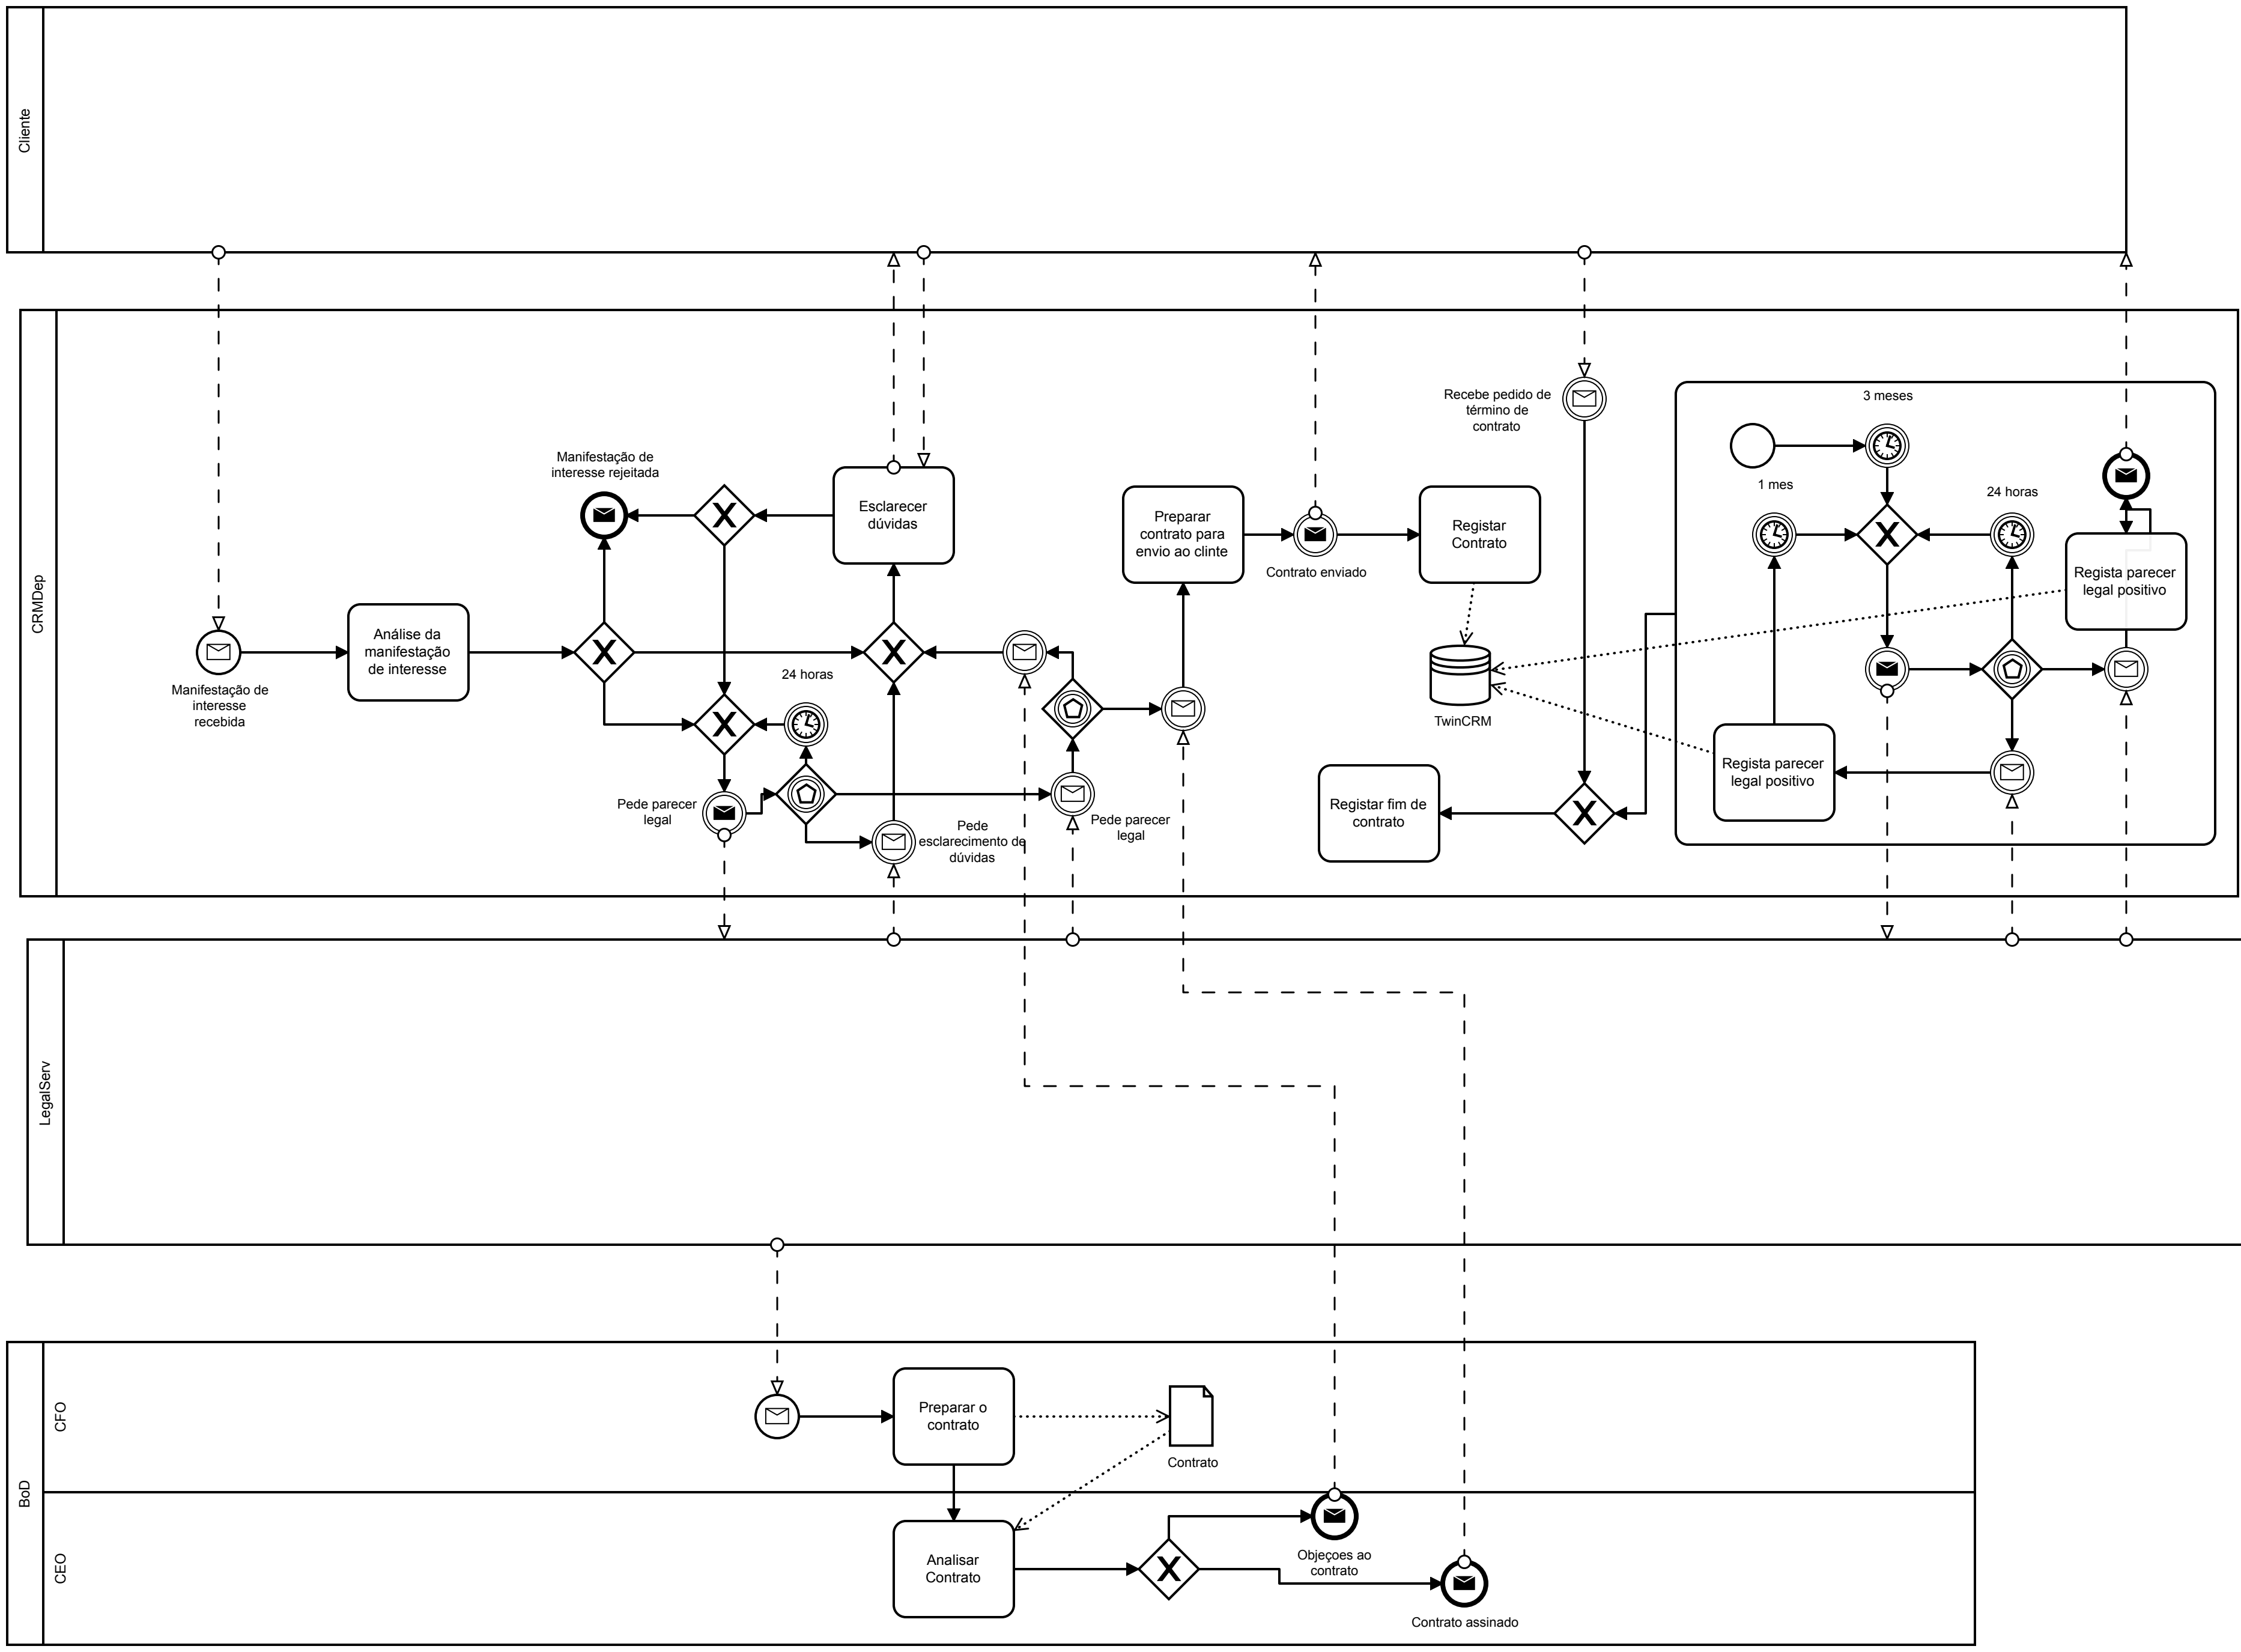 Cliente
CRMDep
Manifestação de
interesse
recebida
Análise da
manifestação
de interesse
Manifestação de
interesse rejeitada
Esclarecer
dúvidas
24 horas
Pede parecer
legal
Pede
esclarecimento de
dúvidas
Pede parecer
legal
Preparar
contrato para
envio ao clinte
Contrato enviado
Registar
Contrato
TwinCRM
Recebe pedido de
término de
contrato
Registar fim de
contrato
3 meses
1 mes
24 horas
Regista parecer
legal positivo
Regista parecer
legal positivo
LegalServ
BoD
CFO
Preparar o
contrato
Contrato
CEO
Analisar
Contrato
Objeçoes ao
contrato
Contrato assinado